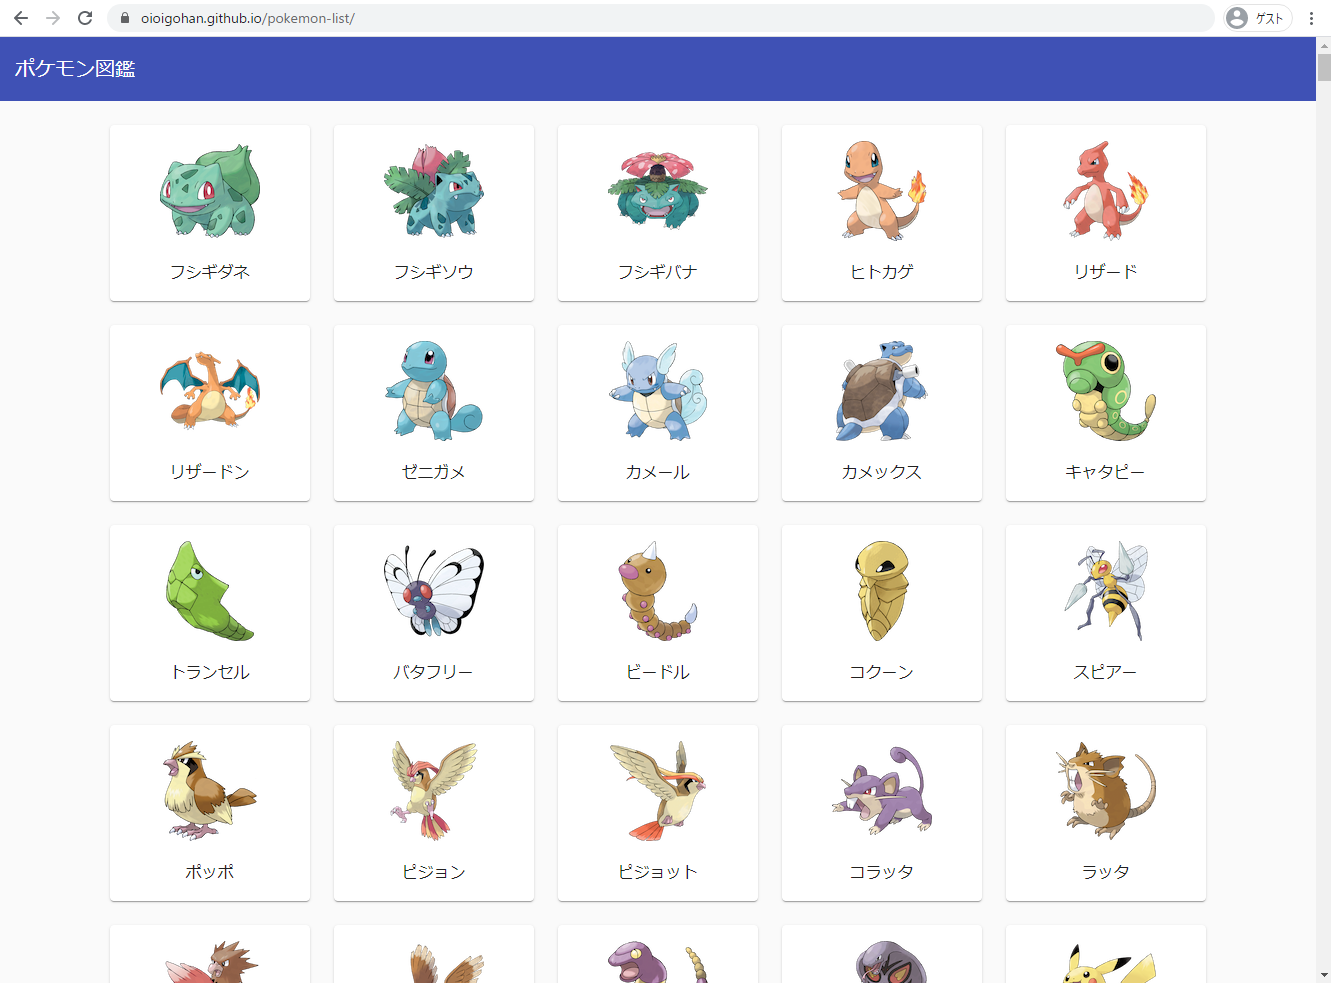 oioigohan.github.io/pokemon-list/
ゲスト
ポケモン図鑑
フシギダネ
フシギソウ
フシギバナ
ヒトカゲ
リザード
リザードン
ゼニガメ
カメール
カメックス
キャタピー
トランセル
バタフリー
ビードル
コクーン
スピアー
ポッポ
ピジョン
ピジョット
コラッタ
ラッタ